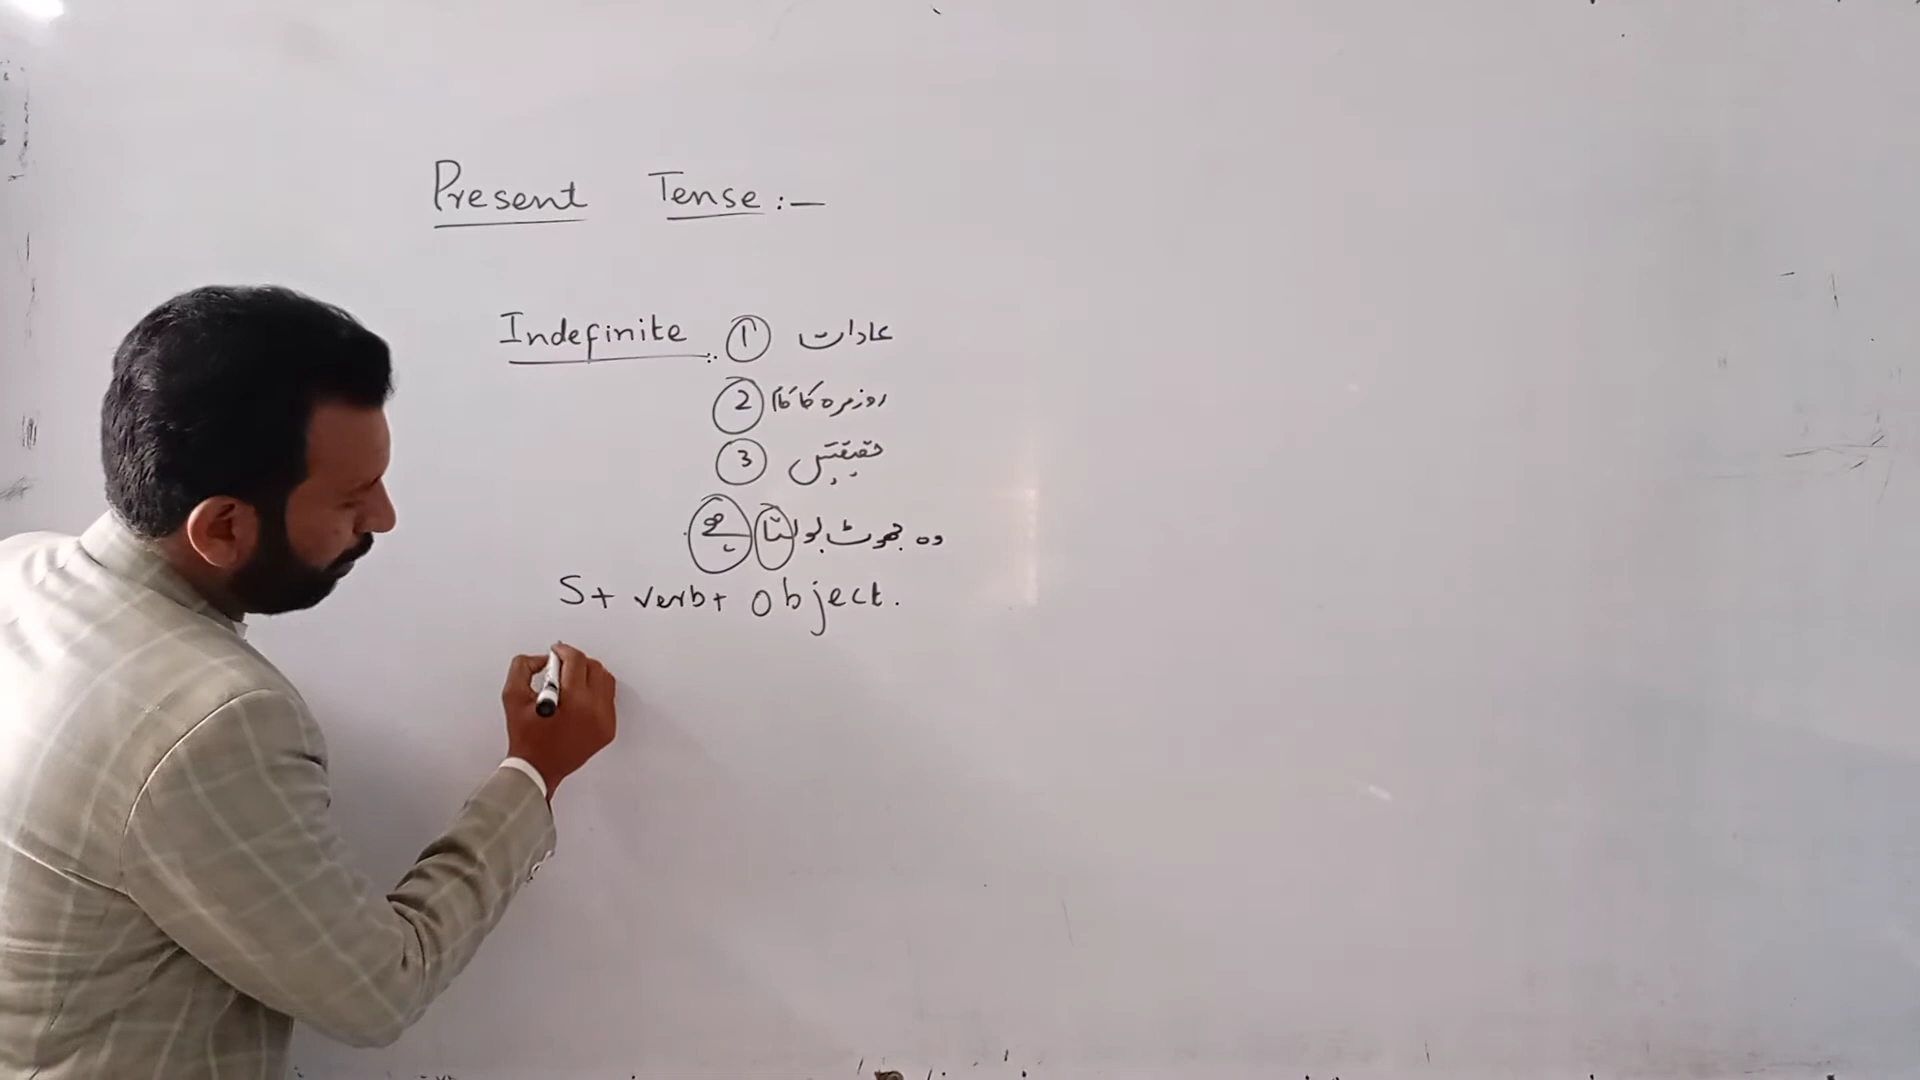 Present Tense :—
Indefinite :. ① عادات
② روزمرہ کا کام
③ حقیقتیں
وہ جھوٹ بولتا ہے
S+ verb+ Object.